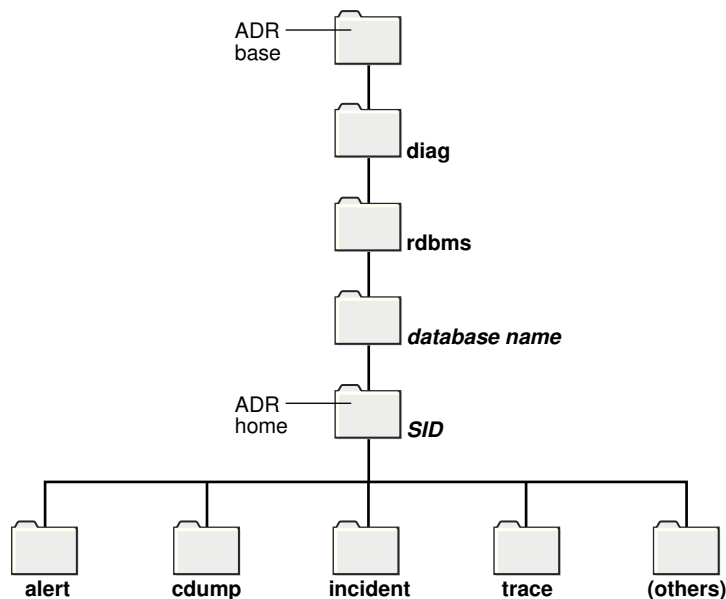 ADR
base
diag
rdbms
database name
ADR
home
SID
alert
cdump
incident
trace
(others)